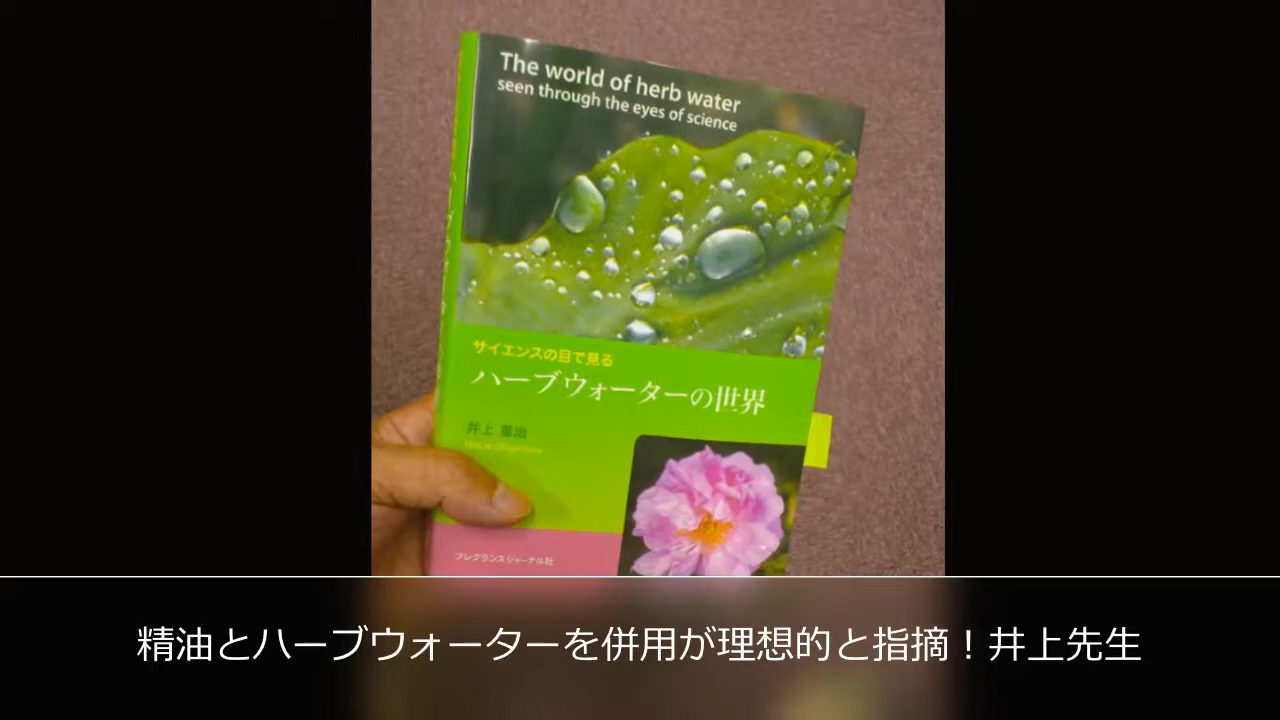 The world of herb water
seen through the eyes of science
サイエンスの目で見る
ハーブウォーターの世界
井上 重治
フレグランスジャーナル社
精油とハーブウォーターを併用が理想的と指摘！井上先生